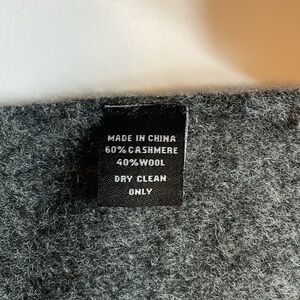 MADE IN CHINA
60% CASHMERE
40% WOOL
DRY CLEAN
ONLY